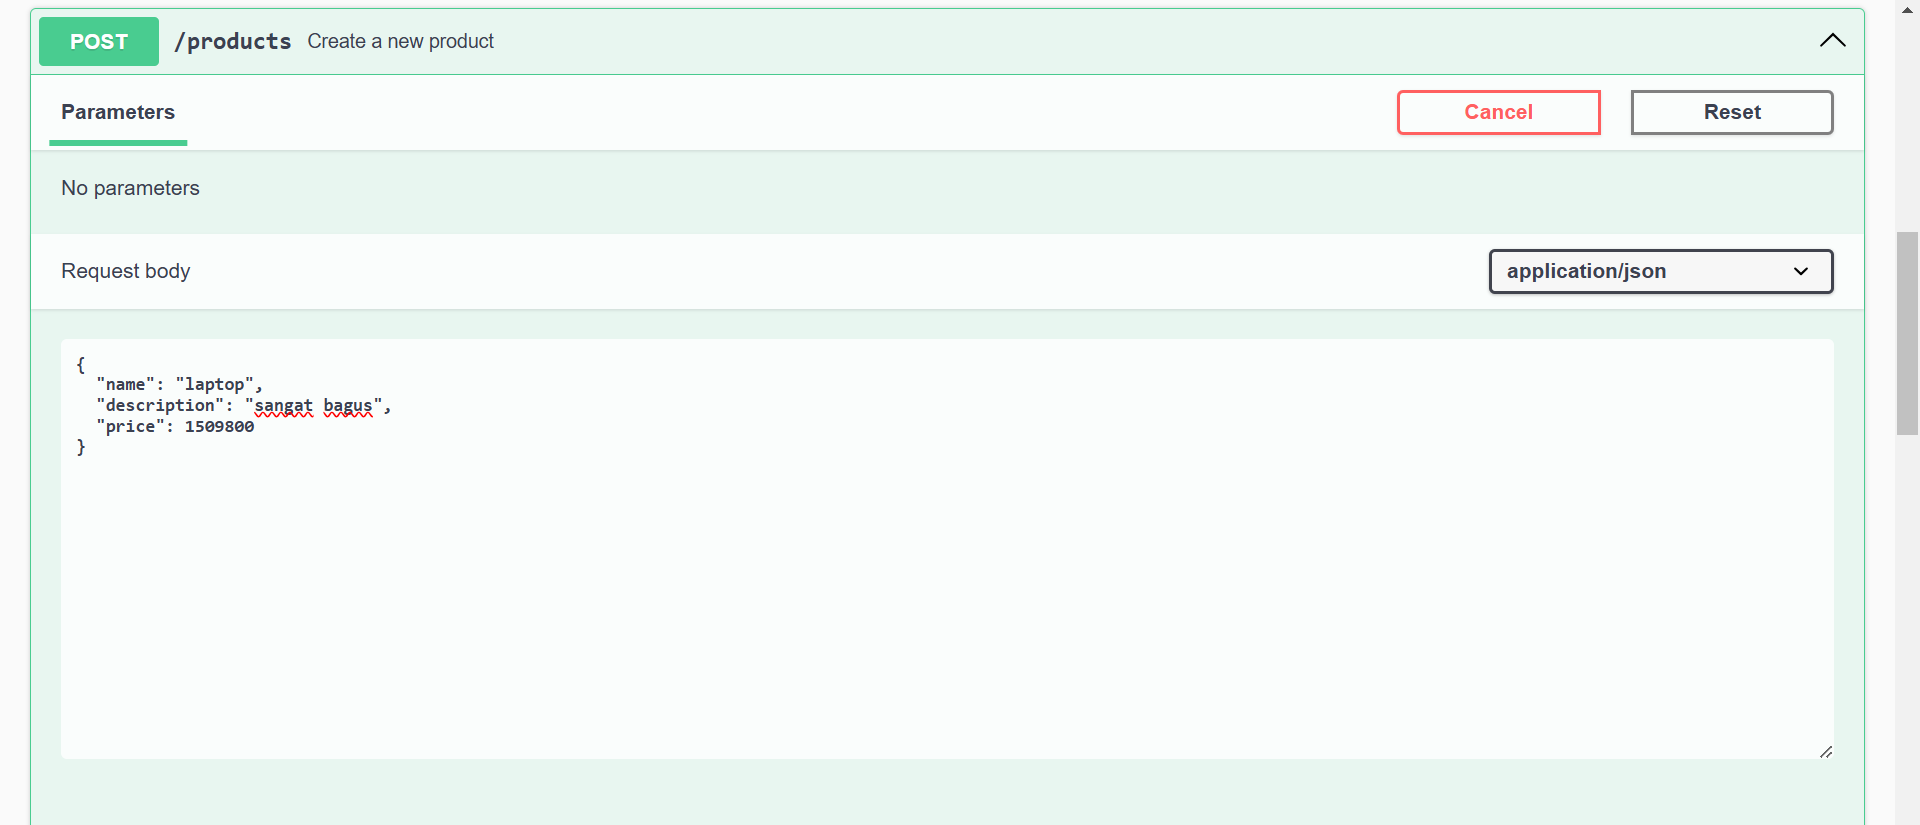 POST /products Create a new product
Parameters
Cancel
Reset
No parameters
Request body
application/json
{
  "name": "laptop",
  "description": "sangat bagus",
  "price": 1509800
}